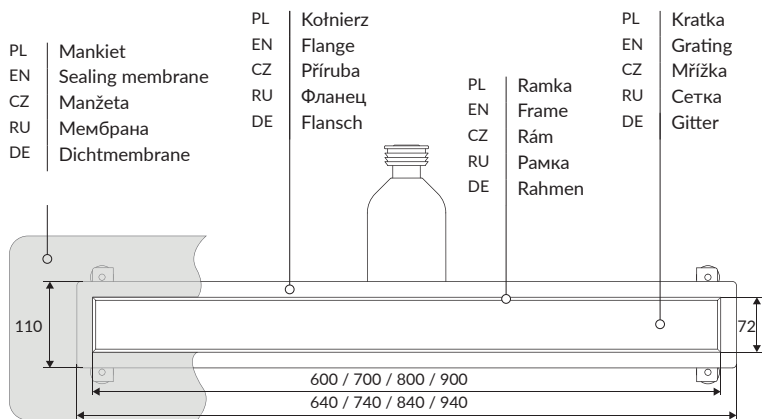 PL Mankiet
EN Sealing membrane
CZ Manžeta
RU Мембрана
DE Dichtmembrane
PL Kołnierz
EN Flange
CZ Příruba
RU Фланец
DE Flansch
PL Ramka
EN Frame
CZ Rám
RU Рамка
DE Rahmen
PL Kratka
EN Grating
CZ Mřížka
RU Сетка
DE Gitter
110
72
600 / 700 / 800 / 900
640 / 740 / 840 / 940